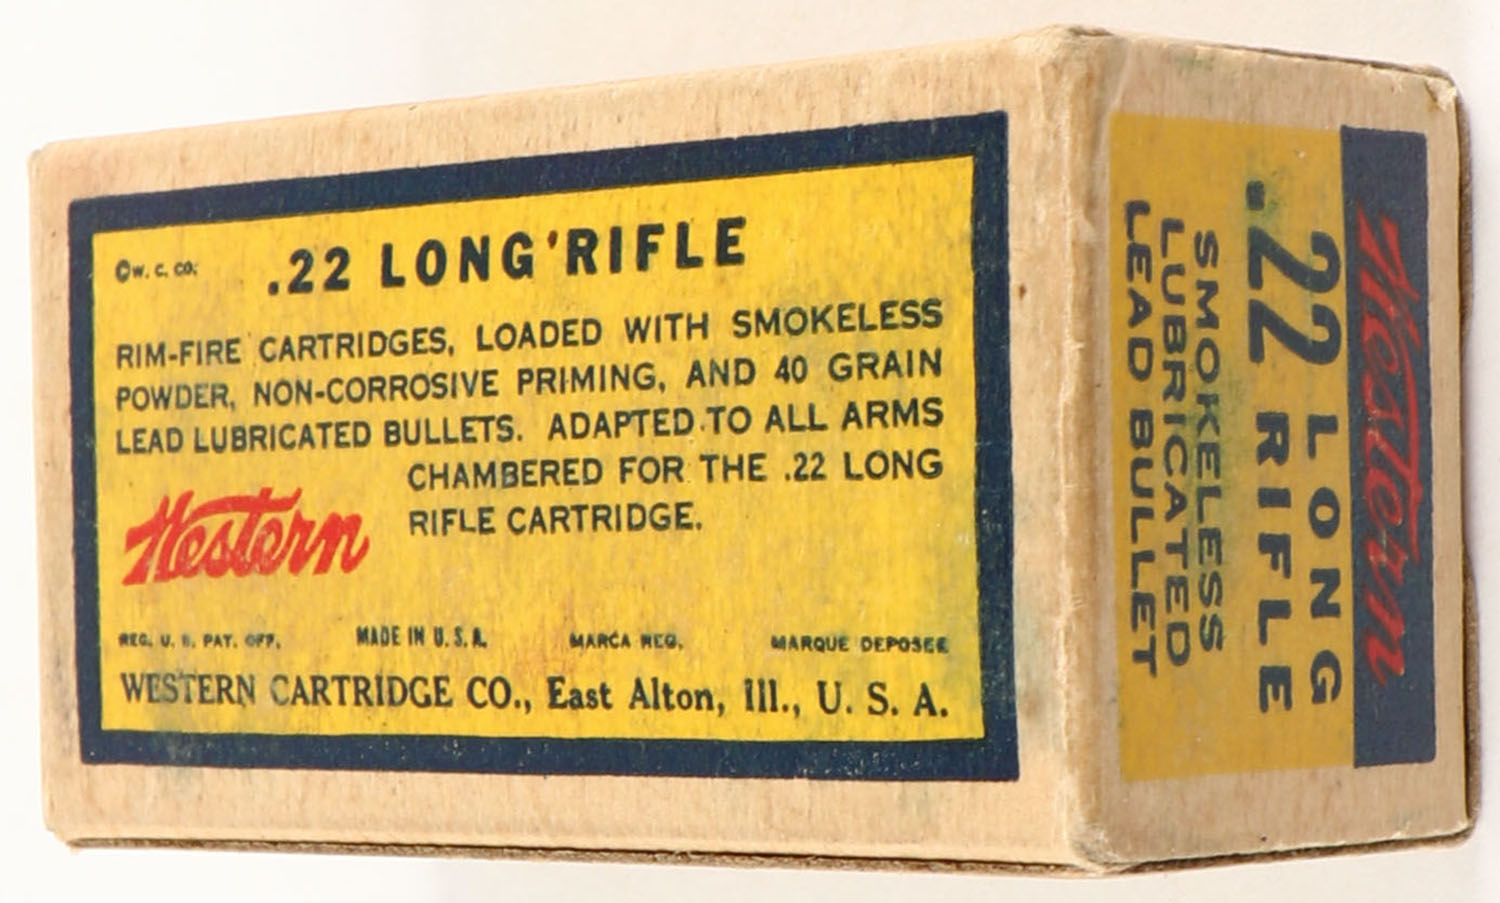 ©W. C. CO.
.22 LONG RIFLE
RIM-FIRE CARTRIDGES, LOADED WITH SMOKELESS
POWDER, NON-CORROSIVE PRIMING, AND 40 GRAIN
LEAD LUBRICATED BULLETS. ADAPTED TO ALL ARMS
CHAMBERED FOR THE .22 LONG
RIFLE CARTRIDGE.
Western
REG. U. S. PAT. OFF. MADE IN U. S. A. MARCA REG. MARQUE DEPOSEE
WESTERN CARTRIDGE CO., East Alton, Ill., U. S. A.
Western
.22 LONG
RIFLE
SMOKELESS
LUBRICATED
LEAD BULLET